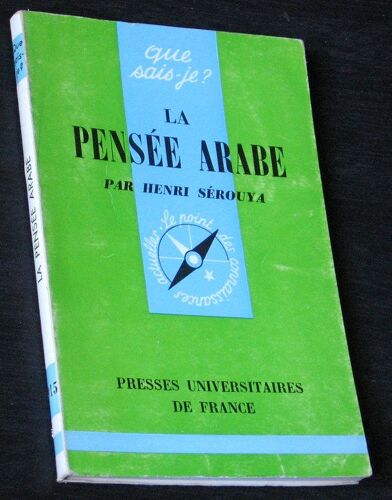 que
sais-je?
LA
PENSÉE ARABE
PAR HENRI SÉROUYA
Le point des connaissances actuelles
PRESSES UNIVERSITAIRES
DE FRANCE
LA PENSÉE ARABE